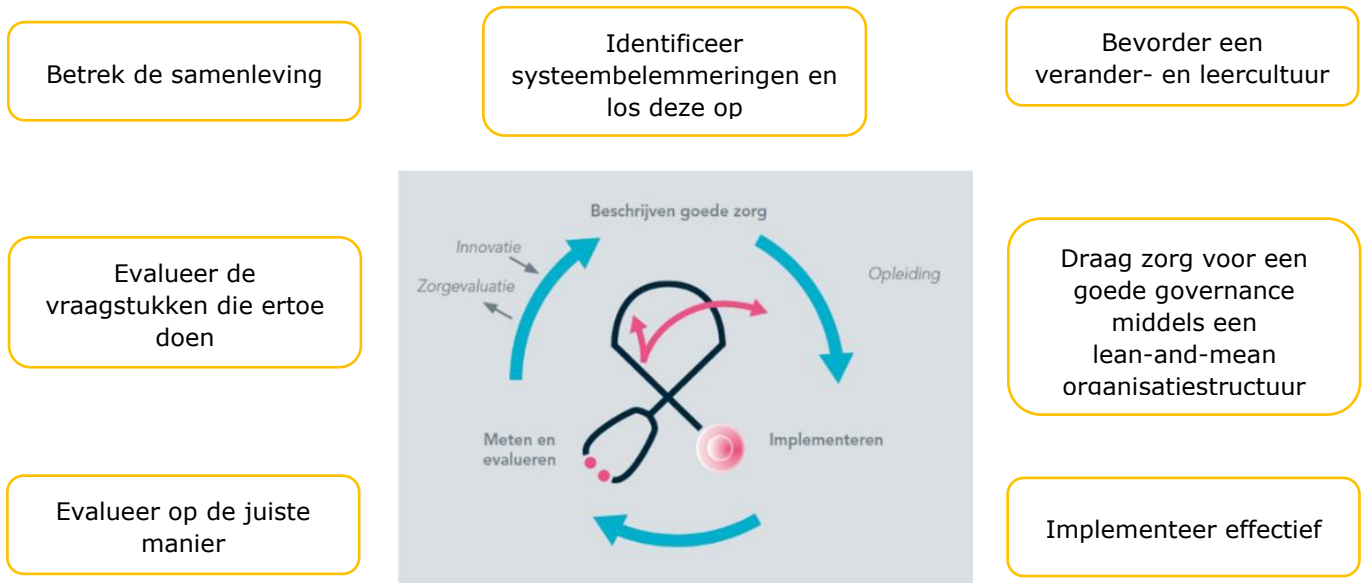 Betrek de samenleving
Identificeer
systeembelemmeringen en
los deze op
Bevorder een
verander- en leercultuur
Evalueer de
vraagstukken die ertoe
doen
Beschrijven goede zorg
Innovatie
Zorgevaluatie
Opleiding
Meten en
evalueren
Implementeren
Draag zorg voor een
goede governance
middels een
lean-and-mean
organisatiestructuur
Evalueer op de juiste
manier
Implementeer effectief